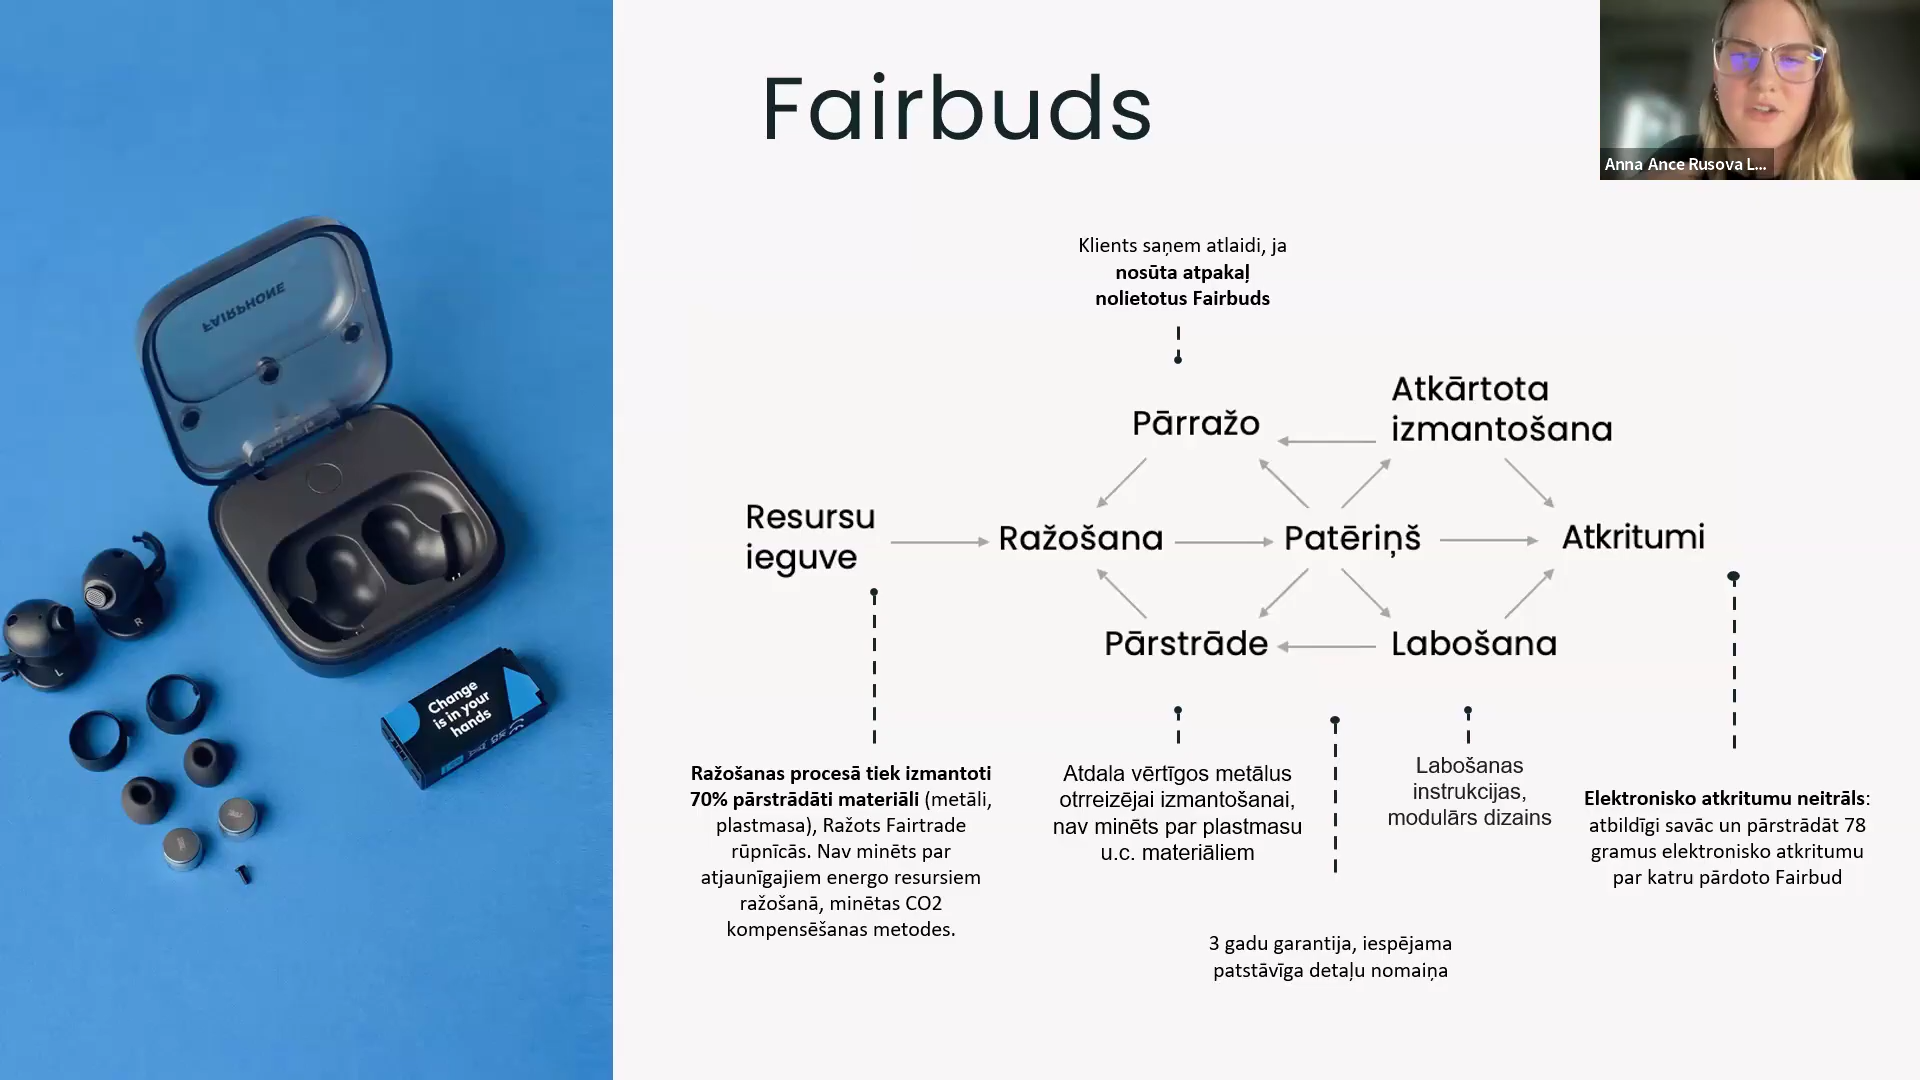 Fairbuds
Anna Ance Rusova L...
Klients saņem atlaidi, ja
nosūta atpakaļ
nolietotus Fairbuds
Pārražo
Atkārtota
izmantošana
Resursu
ieguve
Ražošana
Patēriņš
Atkritumi
Pārstrāde
Labošana
Ražošanas procesā tiek izmantoti
70% pārstrādāti materiāli (metāli,
plastmasa), Ražots Fairtrade
rūpnīcās. Nav minēts par
atjaunīgajiem energo resursiem
ražošanā, minētas CO2
kompensēšanas metodes.
Atdala vērtīgos metālus
otrreizējai izmantošanai,
nav minēts par plastmasu
u.c. materiāliem
3 gadu garantija, iespējama
patstāvīga detaļu nomaiņa
Labošanas
instrukcijas,
modulārs dizains
Elektronisko atkritumu neitrāls:
atbildīgi savāc un pārstrādāt 78
gramus elektronisko atkritumu
par katru pārdoto Fairbud
FAIRPHONE
R
L
Change
is in your
hands